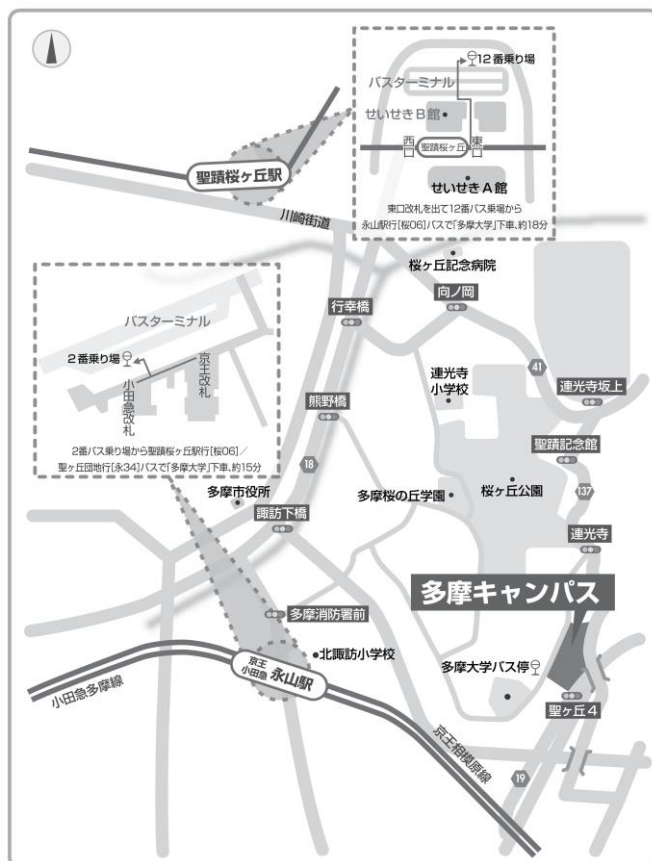 12番乗り場
バスターミナル
せいせきB館
西口
聖蹟桜ヶ丘
東口
せいせきA館
東口改札を出て12番バス乗場から
永山駅行[桜06]バスで「多摩大学」下車、約18分
聖蹟桜ヶ丘駅
川崎街道
桜ヶ丘記念病院
向ノ岡
行幸橋
バスターミナル
2番乗り場
京王改札
小田急改札
2番バス乗り場から聖蹟桜ヶ丘駅行[桜06]/
聖ヶ丘団地行[永34]バスで「多摩大学」下車、約15分
連光寺
小学校
41
連光寺坂上
熊野橋
聖蹟記念館
18
多摩市役所
多摩桜の丘学園
桜ヶ丘公園
137
諏訪下橋
連光寺
多摩キャンパス
多摩消防署前
北諏訪小学校
多摩大学バス停
京王
小田急
永山駅
聖ヶ丘4
小田急多摩線
京王相模原線
19